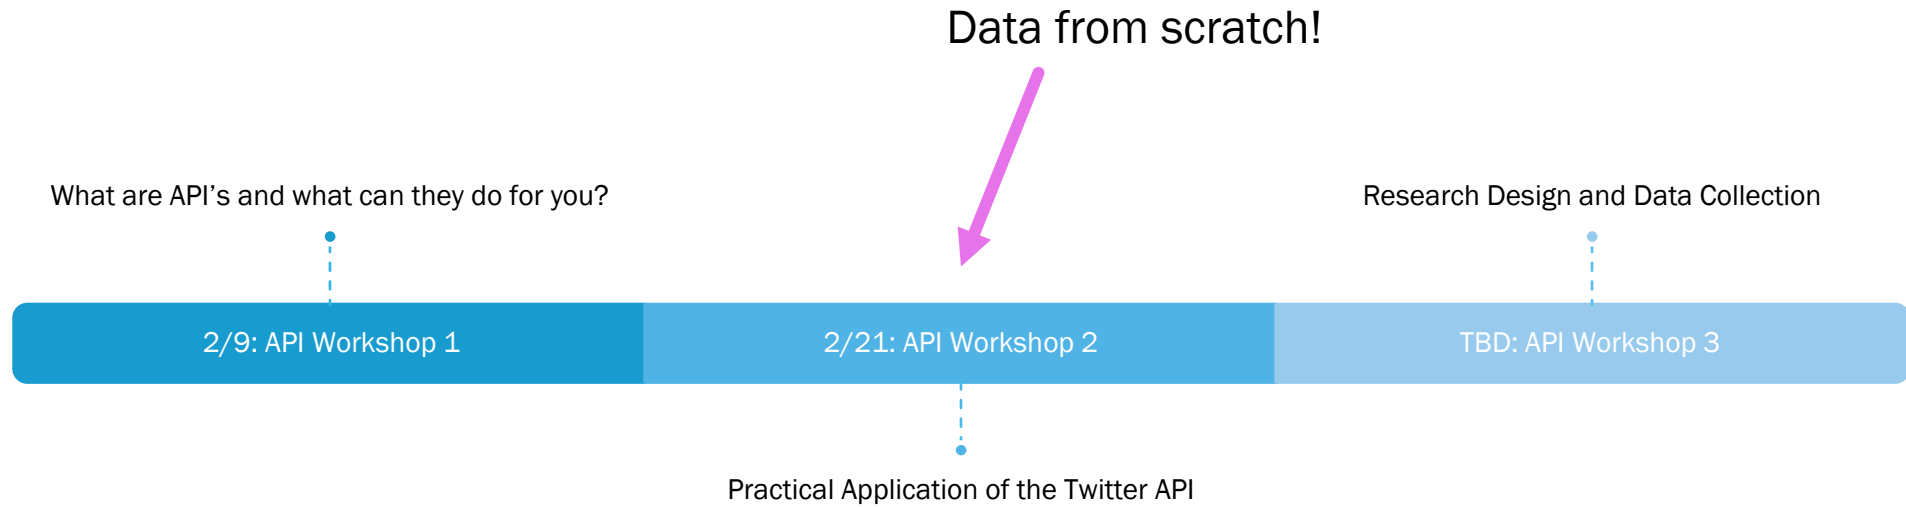 Data from scratch!
What are API's and what can they do for you?
Research Design and Data Collection
2/9: API Workshop 1
2/21: API Workshop 2
TBD: API Workshop 3
Practical Application of the Twitter API